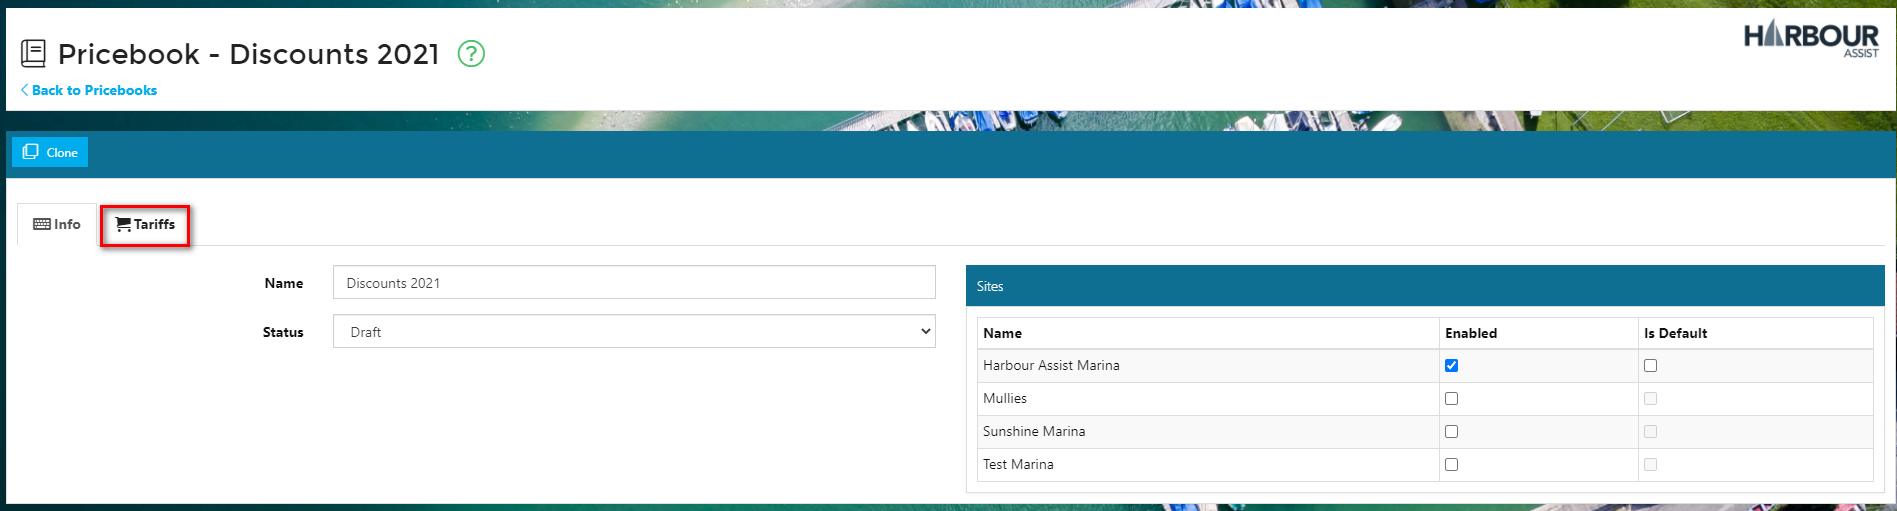 Pricebook - Discounts 2021 ?
HARBOUR
ASSIST
Back to Pricebooks
Clone
Info
Tariffs
Name
Discounts 2021
Status
Draft
Sites
Name Enabled Is Default
Harbour Assist Marina
Mullies
Sunshine Marina
Test Marina